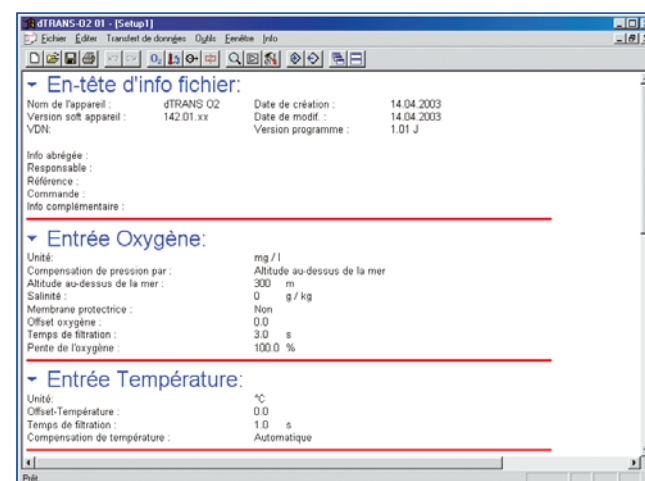 dTRANS-O2 01 - [Setup1]
Eichier Éditer Transfert de données Outils Fenêtre Info
En-tête d'info fichier:
Nom de l'appareil : dTRANS O2 Date de création : 14.04.2003
Version soft appareil : 142.01.xx Date de modif. : 14.04.2003
VDN: Version programme : 1.01 J
Info abrégée :
Responsable :
Référence :
Commande :
Info complémentaire :
Entrée Oxygène:
Unité: mg / l
Compensation de pression par : Altitude au-dessus de la mer
Altitude au-dessus de la mer : 300 m
Salinité : 0 g / kg
Membrane protectrice : Non
Offset oxygène : 0.0
Temps de filtration : 3.0 s
Pente de l'oxygène : 100.0 %
Entrée Température:
Unité: °C
Offset-Température : 0.0
Temps de filtration : 1.0 s
Compensation de température : Automatique
Prêt